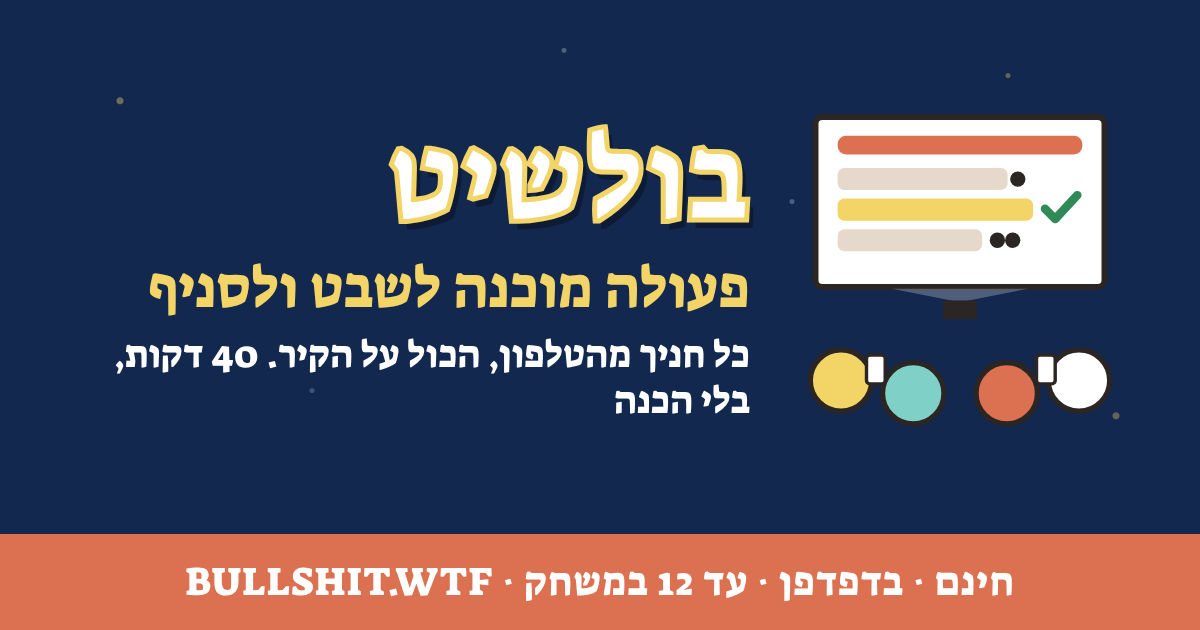 בולשיט
פעולה מוכנה לשבט ולסניף
כל חניך מהטלפון, הכול על הקיר. 40 דקות,
בלי הכנה
חינם · בדפדפן · עד 12 במשחק · BULLSHIT.WTF